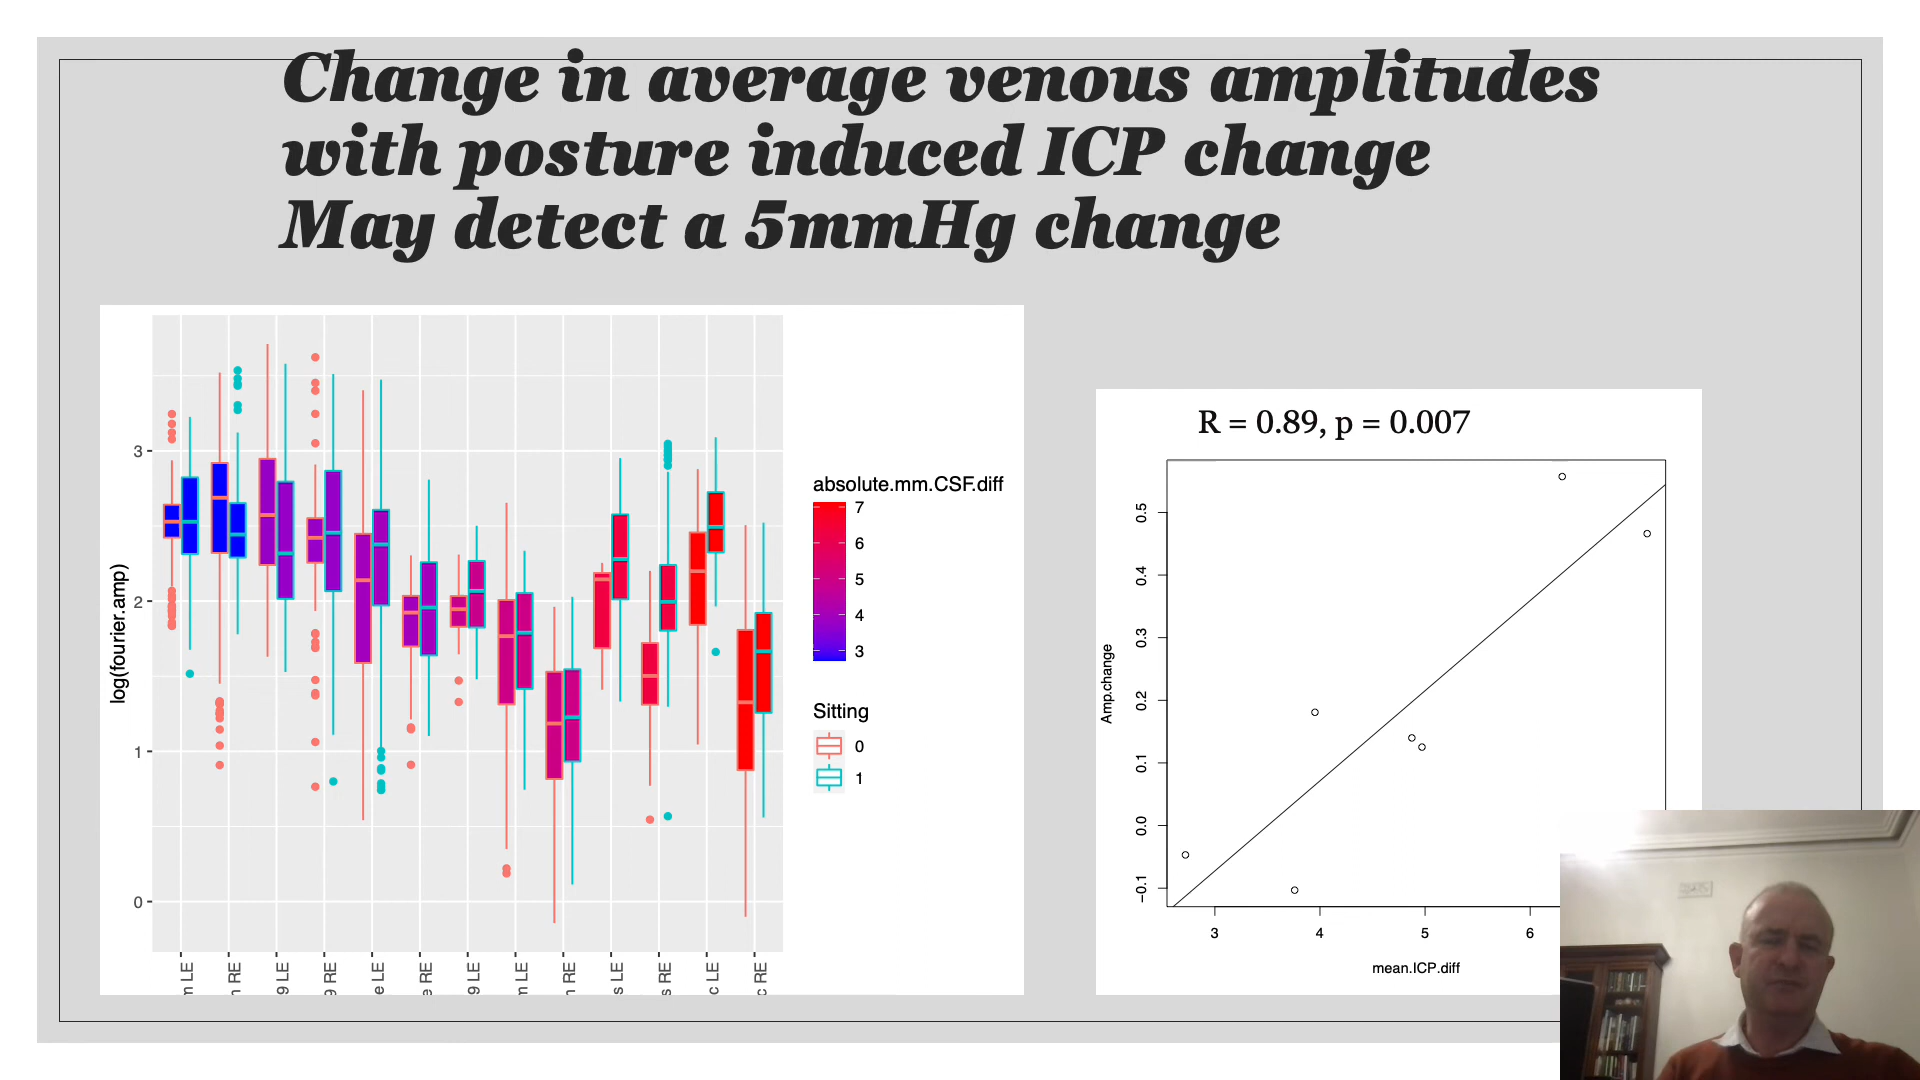 Change in average venous amplitudes
with posture induced ICP change
May detect a 5mmHg change
log(fourier.amp)
3
2
1
0
m LE
RE
9 LE
9 RE
e LE
e RE
9 LE
m LE
RE
s LE
s RE
c LE
c RE
absolute.mm.CSF.diff
7
6
5
4
3
Sitting
0
1
R = 0.89, p = 0.007
Amp.change
0.5
0.4
0.3
0.2
0.1
0.0
−0.1
3
4
5
6
mean.ICP.diff